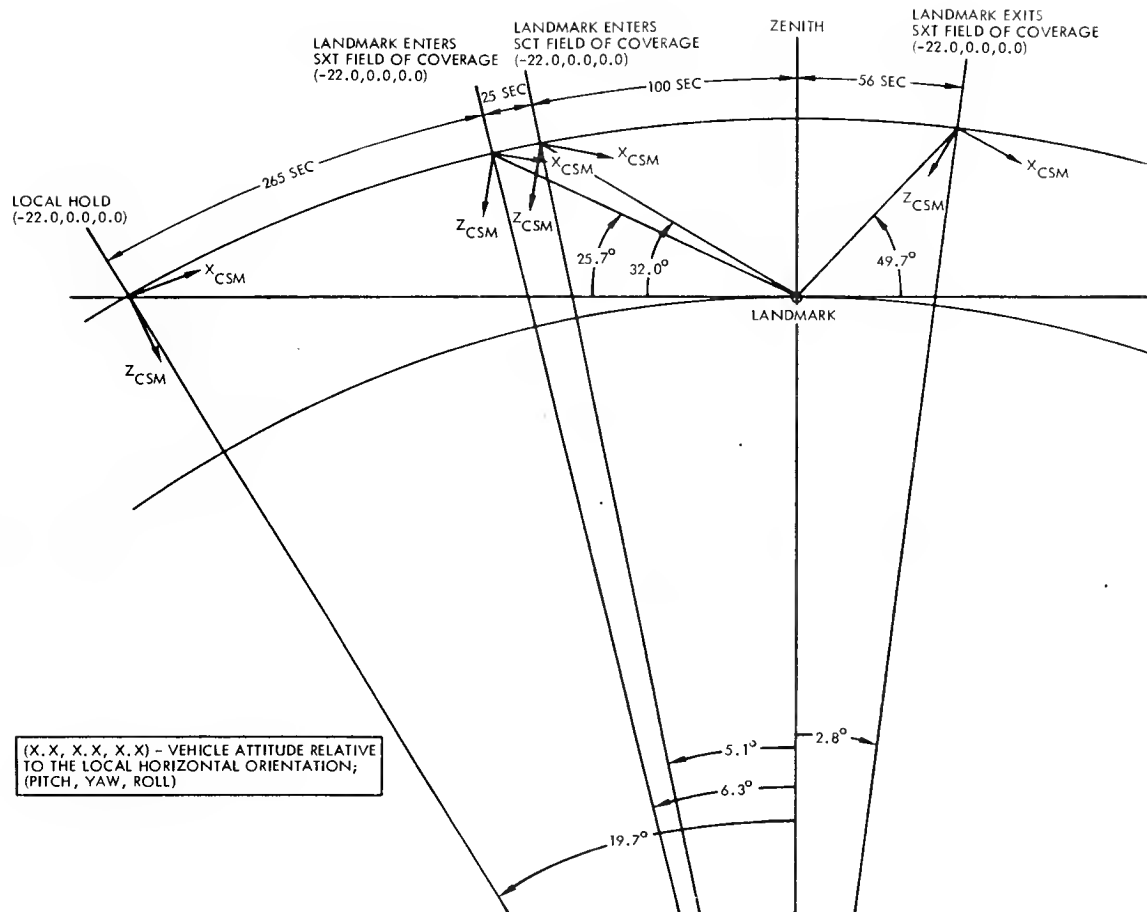 LANDMARK ENTERS
SXT FIELD OF COVERAGE
(-22.0,0.0,0.0)
LANDMARK ENTERS
SCT FIELD OF COVERAGE
(-22.0,0.0,0.0)
ZENITH
LANDMARK EXITS
SXT FIELD OF COVERAGE
(-22.0,0.0,0.0)
25 SEC
100 SEC
56 SEC
265 SEC
LOCAL HOLD
(-22.0,0.0,0.0)
XCSM
ZCSM
XCSM
ZCSM
XCSM
ZCSM
XCSM
ZCSM
25.7°
32.0°
49.7°
LANDMARK
(X.X, X.X, X.X) - VEHICLE ATTITUDE RELATIVE
TO THE LOCAL HORIZONTAL ORIENTATION;
(PITCH, YAW, ROLL)
5.1°
2.8°
6.3°
19.7°